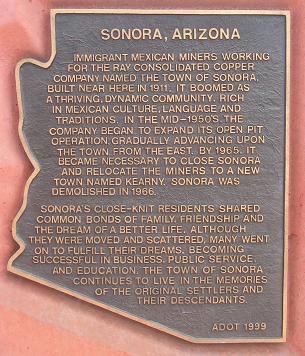 SONORA, ARIZONA
IMMIGRANT MEXICAN MINERS WORKING
FOR THE RAY CONSOLIDATED COPPER
COMPANY NAMED THE TOWN OF SONORA,
BUILT NEAR HERE IN 1911. IT BOOMED AS
A THRIVING, DYNAMIC COMMUNITY, RICH
IN MEXICAN CULTURE, LANGUAGE AND
TRADITIONS. IN THE MID-1950'S THE
COMPANY BEGAN TO EXPAND ITS OPEN PIT
OPERATION, GRADUALLY ADVANCING UPON
THE TOWN FROM THE EAST. BY 1965, IT
BECAME NECESSARY TO CLOSE SONORA
AND RELOCATE THE MINERS TO A NEW
TOWN NAMED KEARNY. SONORA WAS
DEMOLISHED IN 1966.
SONORA'S CLOSE-KNIT RESIDENTS SHARED
COMMON BONDS OF FAMILY, FRIENDSHIP AND
THE DREAM OF A BETTER LIFE. ALTHOUGH
THEY WERE MOVED AND SCATTERED, MANY WENT
ON TO FULFILL THEIR DREAMS, BECOMING
SUCCESSFUL IN BUSINESS, PUBLIC SERVICE,
AND EDUCATION. THE TOWN OF SONORA
CONTINUES TO LIVE IN THE MEMORIES
OF THE ORIGINAL SETTLERS AND
THEIR DESCENDANTS.
ADOT 1999